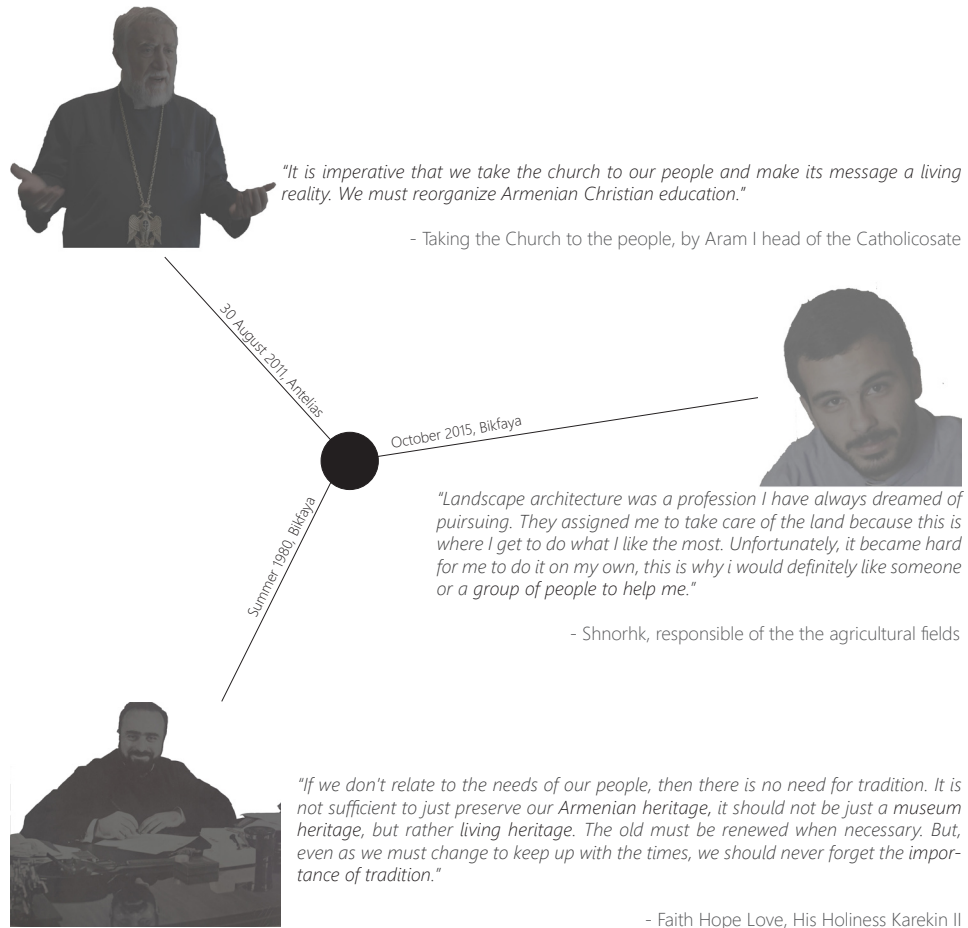 "It is imperative that we take the church to our people and make its message a living
reality. We must reorganize Armenian Christian education."
- Taking the Church to the people, by Aram I head of the Catholicosate
30 August 2011, Antelias
October 2015, Bikfaya
"Landscape architecture was a profession I have always dreamed of
puirsuing. They assigned me to take care of the land because this is
where I get to do what I like the most. Unfortunately, it became hard
for me to do it on my own, this is why i would definitely like someone
or a group of people to help me."
- Shnorhk, responsible of the the agricultural fields
Summer 1980, Bikfaya
"If we don't relate to the needs of our people, then there is no need for tradition. It is
not sufficient to just preserve our Armenian heritage, it should not be just a museum
heritage, but rather living heritage. The old must be renewed when necessary. But,
even as we must change to keep up with the times, we should never forget the impor-
tance of tradition."
- Faith Hope Love, His Holiness Karekin II